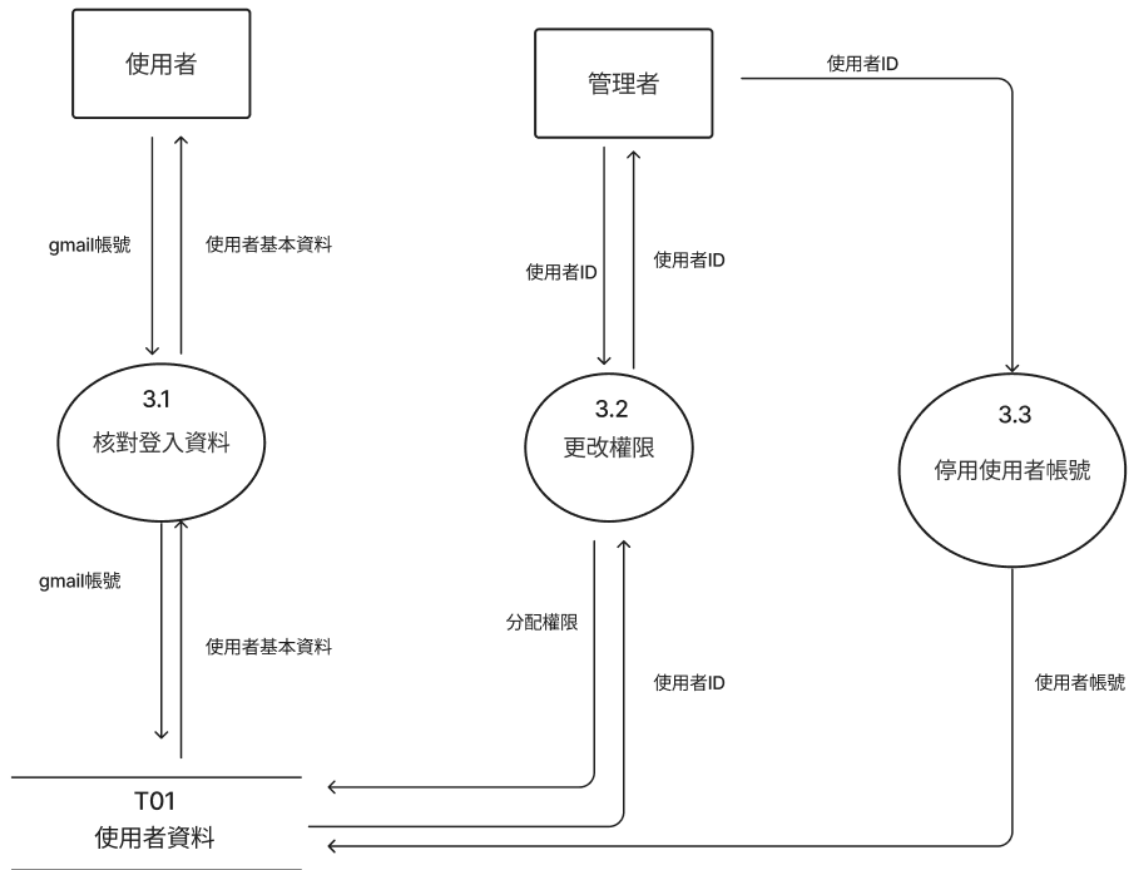 使用者
管理者
使用者ID
gmail帳號
使用者基本資料
使用者ID
使用者ID
3.1
核對登入資料
3.2
更改權限
3.3
停用使用者帳號
gmail帳號
使用者基本資料
分配權限
使用者ID
使用者帳號
T01
使用者資料